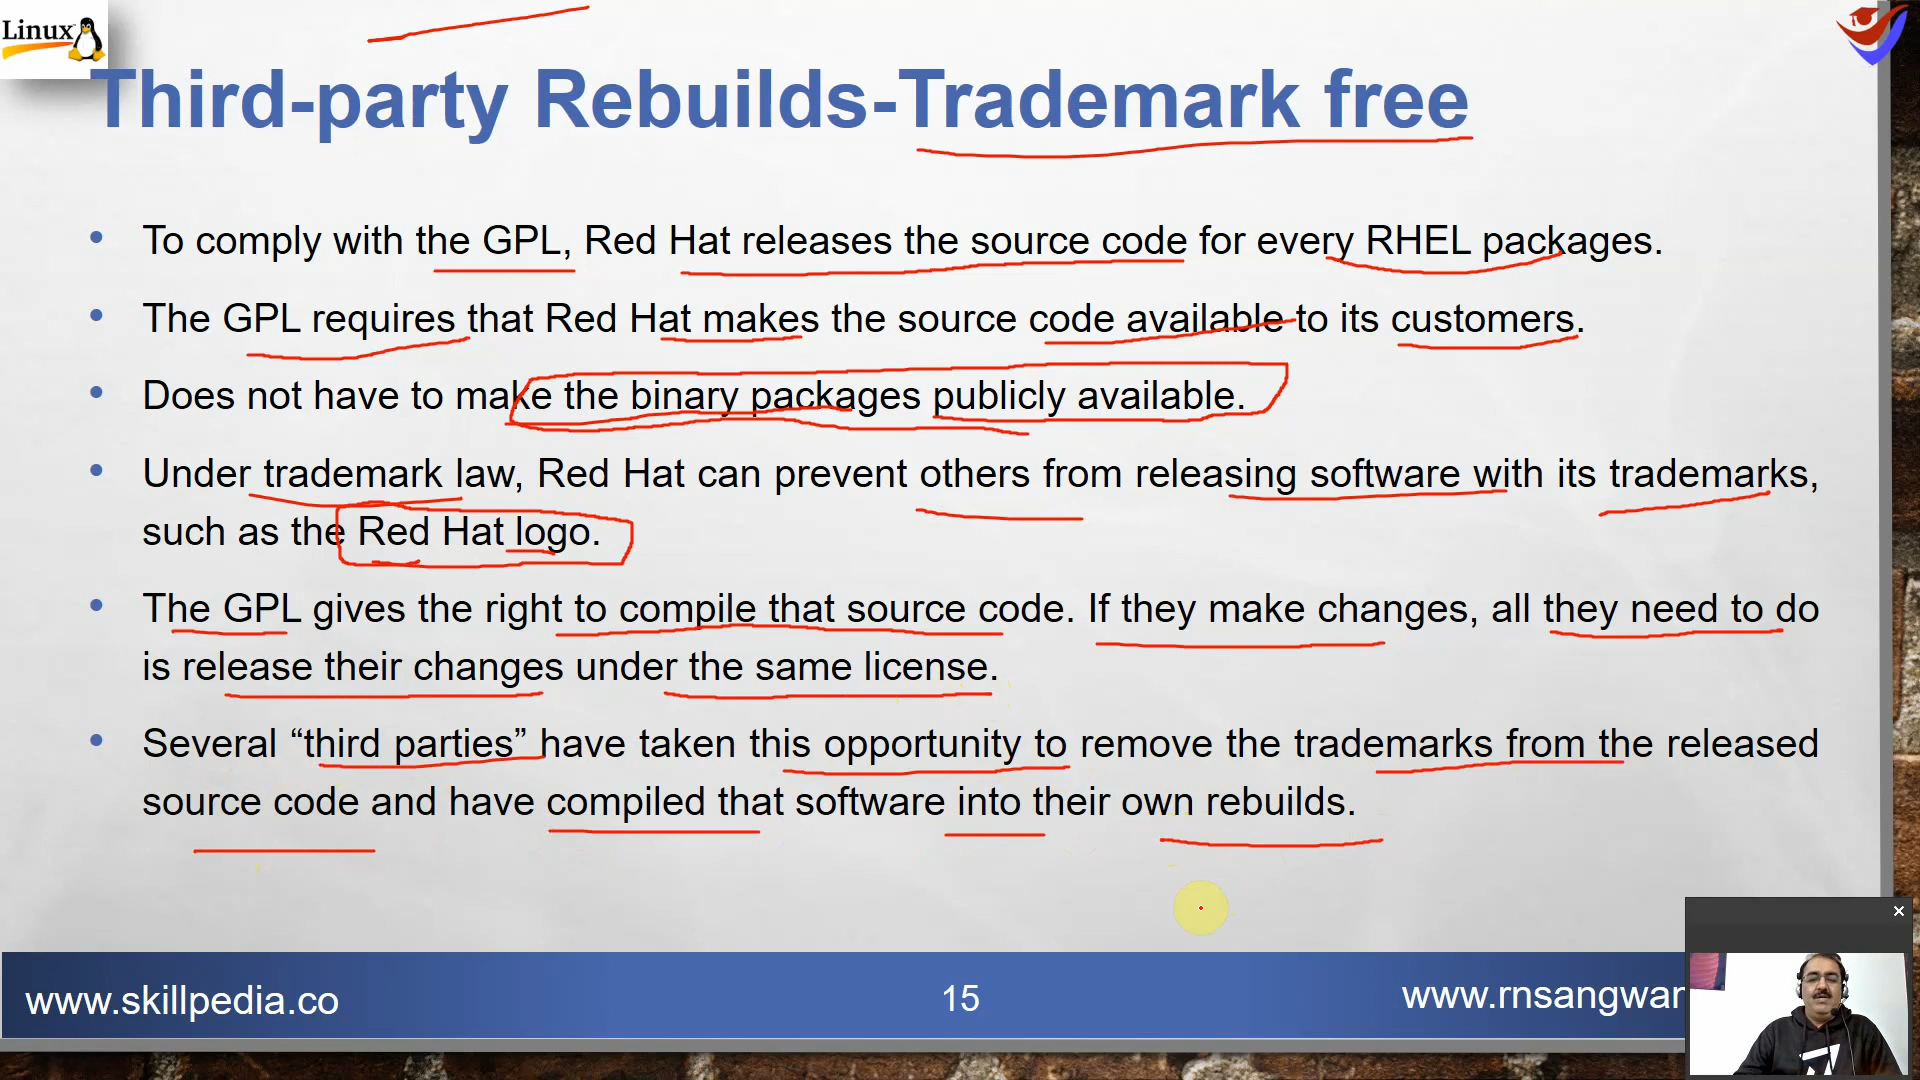 Linux
Third-party Rebuilds-Trademark free
• To comply with the GPL, Red Hat releases the source code for every RHEL packages.
• The GPL requires that Red Hat makes the source code available to its customers.
• Does not have to make the binary packages publicly available.
• Under trademark law, Red Hat can prevent others from releasing software with its trademarks,
such as the Red Hat logo.
• The GPL gives the right to compile that source code. If they make changes, all they need to do
is release their changes under the same license.
• Several “third parties” have taken this opportunity to remove the trademarks from the released
source code and have compiled that software into their own rebuilds.
www.skillpedia.co
15
www.rnsangwan